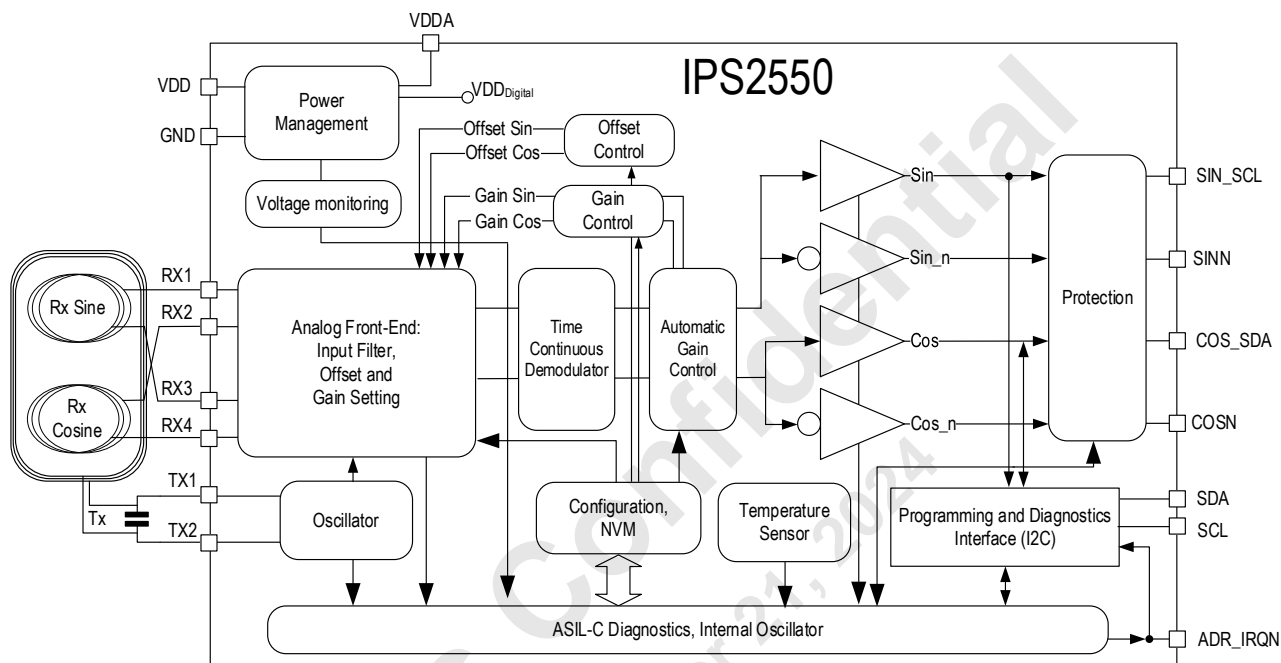 VDDA
IPS2550
VDD
GND
Power
Management
VDDDigital
Offset Sin
Offset Cos
Offset
Control
Gain Sin
Gain Cos
Gain
Control
Voltage monitoring
Sin
Sin_n
Cos
Cos_n
Protection
SIN_SCL
SINN
COS_SDA
COSN
Rx Sine
Rx
Cosine
RX1
RX2
RX3
RX4
Analog Front-End:
Input Filter,
Offset and
Gain Setting
Time
Continuous
Demodulator
Automatic
Gain
Control
TX1
Tx
TX2
Oscillator
Configuration,
NVM
Temperature
Sensor
Programming and Diagnostics
Interface (I2C)
SDA
SCL
ASIL-C Diagnostics, Internal Oscillator
ADR_IRQN
Confidential
21, 2024